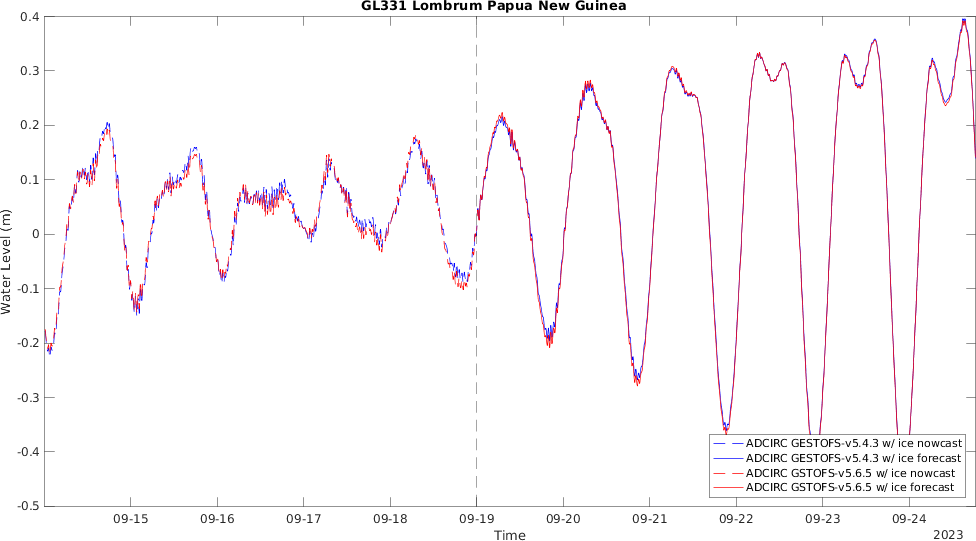 GL331 Lombrum Papua New Guinea
0.4
0.3
0.2
0.1
0
-0.1
-0.2
-0.3
-0.4
-0.5
Water Level (m)
ADCIRC GESTOFS-v5.4.3 w/ ice nowcast
ADCIRC GESTOFS-v5.4.3 w/ ice forecast
ADCIRC GSTOFS-v5.6.5 w/ ice nowcast
ADCIRC GSTOFS-v5.6.5 w/ ice forecast
09-15 09-16 09-17 09-18 09-19 09-20 09-21 09-22 09-23 09-24
Time
2023